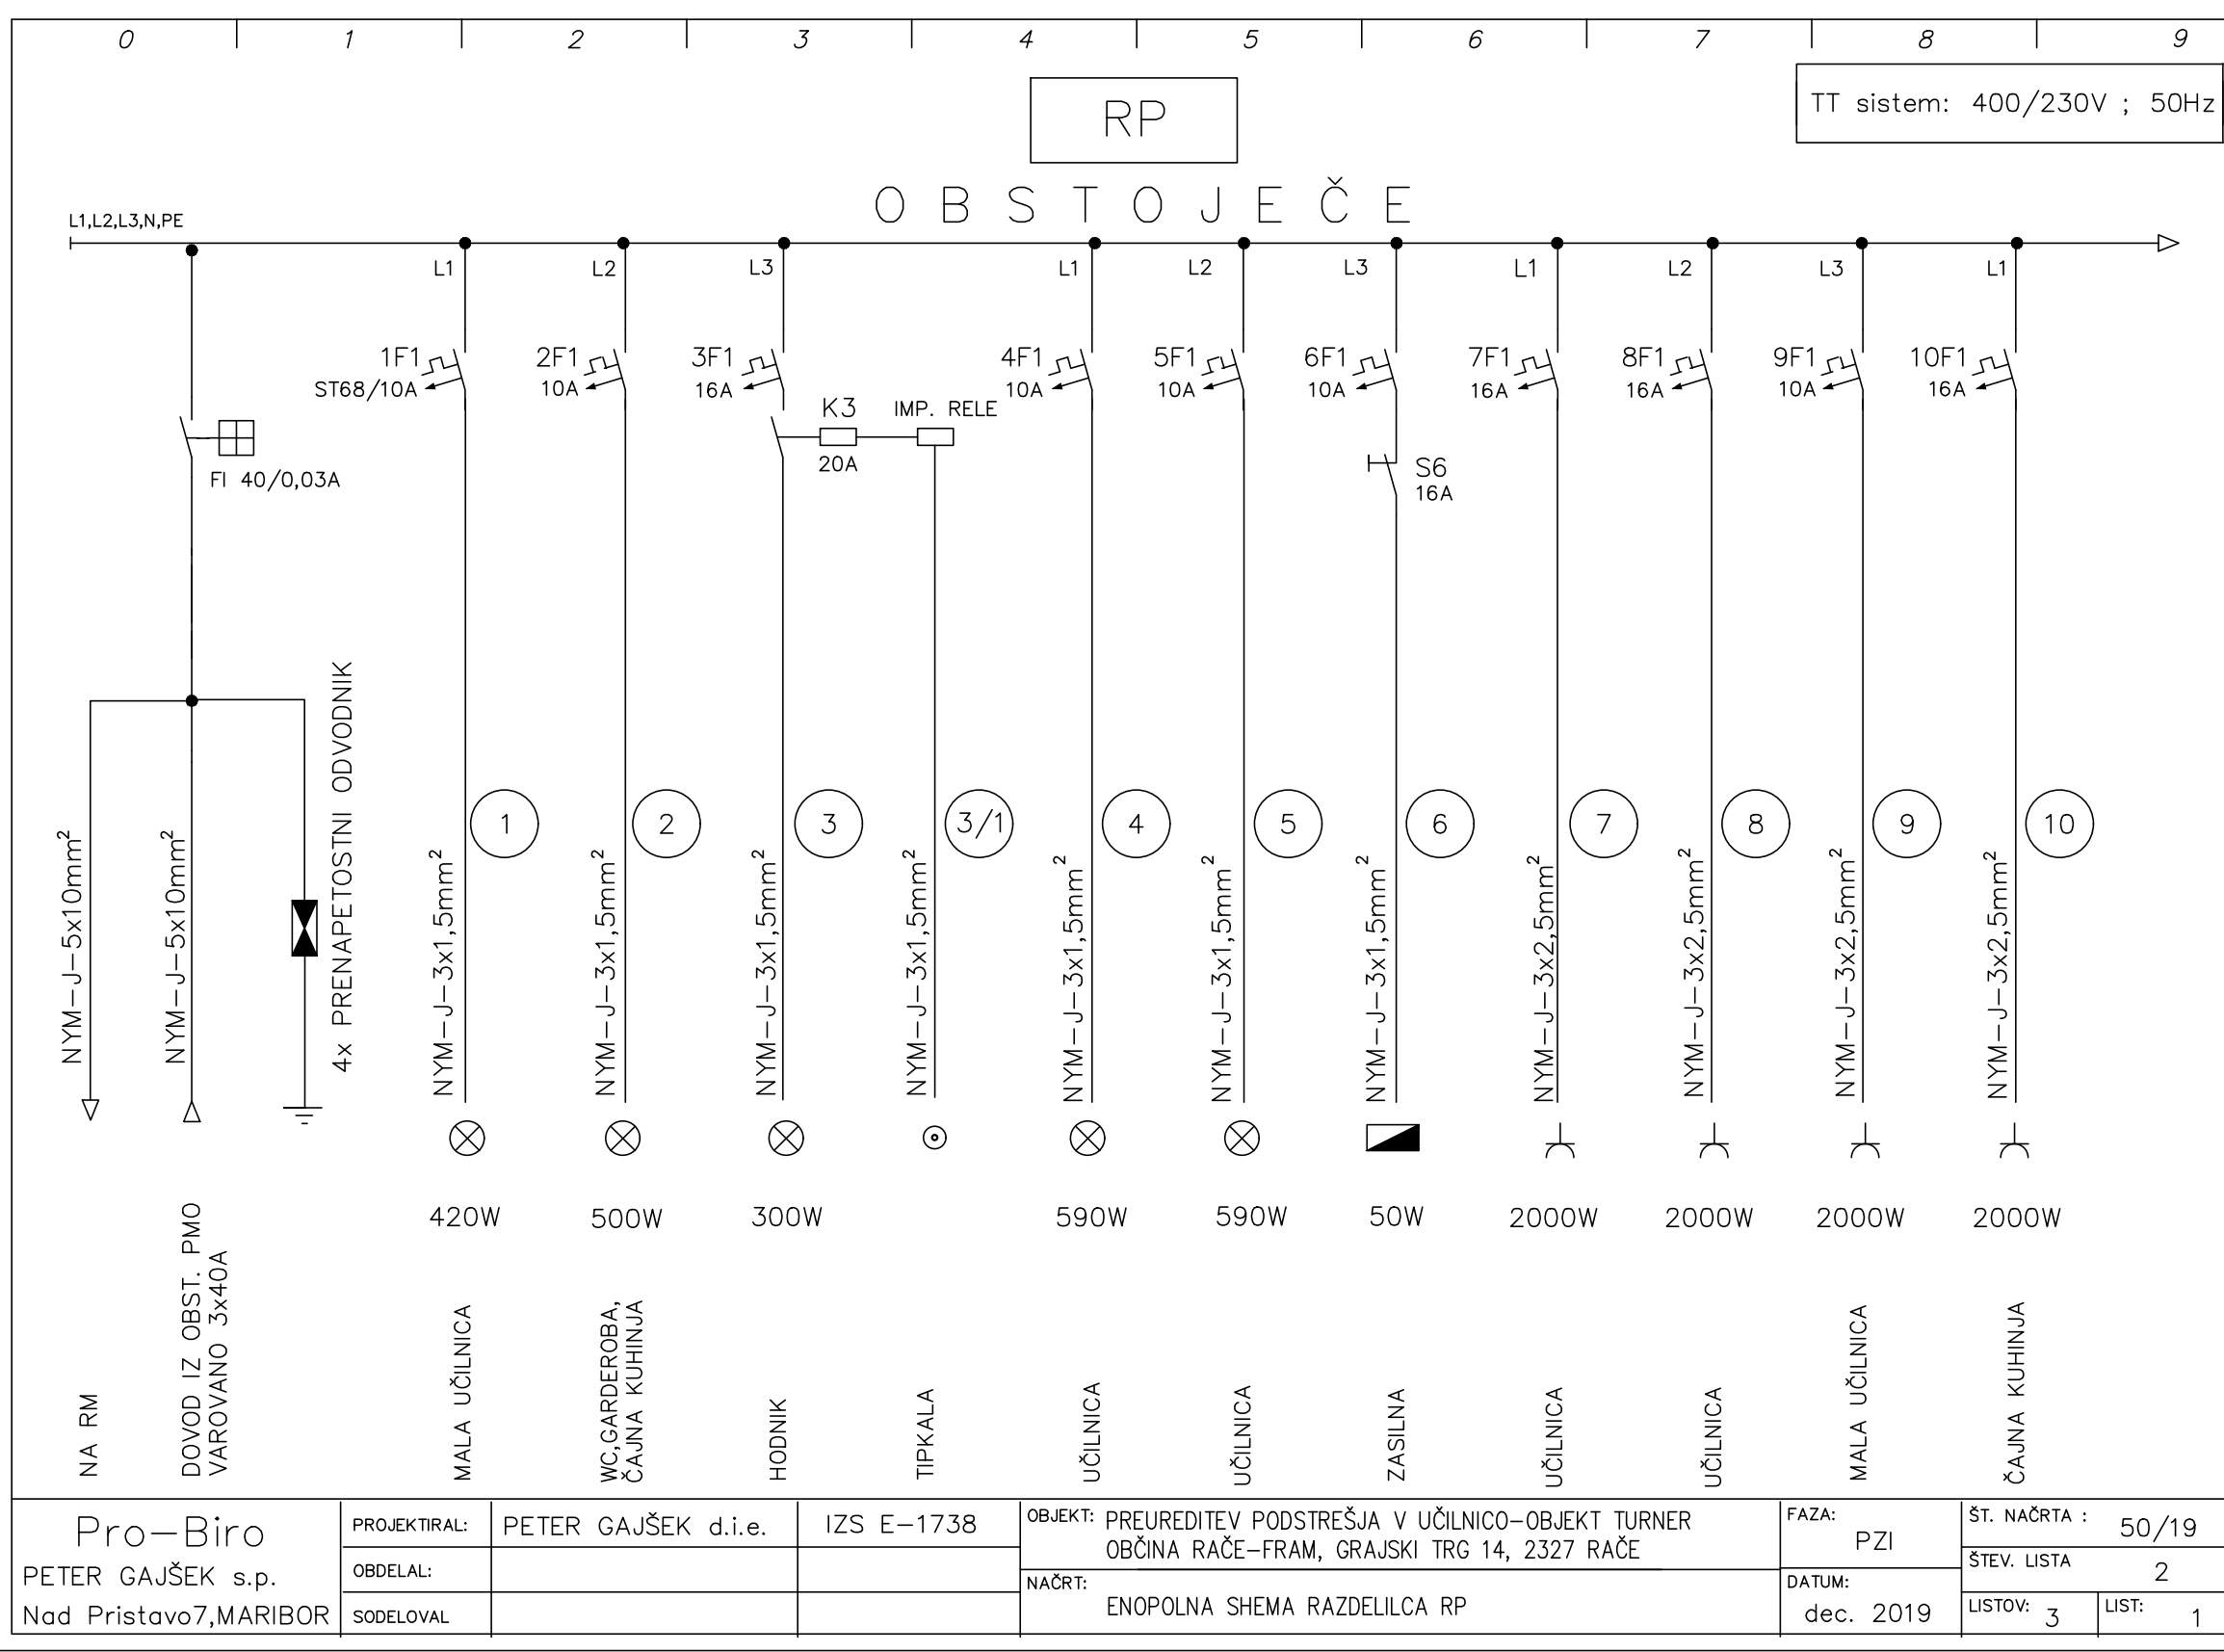 0 1 2 3 4 5 6 7 8 9
RP
TT sistem: 400/230V ; 50Hz
OBSTOJEČE
L1,L2,L3,N,PE
L1 L2 L3 L1 L2 L3 L1 L2 L3 L1
1F1 2F1 3F1 4F1 5F1 6F1 7F1 8F1 9F1 10F1
ST68/10A 10A 16A 10A 10A 10A 16A 16A 10A 16A
K3 IMP. RELE
20A
S6
16A
FI 40/0,03A
4x PRENAPETOSTNI ODVODNIK
1 2 3 3/1 4 5 6 7 8 9 10
NYM-J-5x10mm²
NYM-J-5x10mm²
NYM-J-3x1,5mm²
NYM-J-3x1,5mm²
NYM-J-3x1,5mm²
NYM-J-3x1,5mm²
NYM-J-3x1,5mm²
NYM-J-3x1,5mm²
NYM-J-3x1,5mm²
NYM-J-3x2,5mm²
NYM-J-3x2,5mm²
NYM-J-3x2,5mm²
NYM-J-3x2,5mm²
420W 500W 300W 590W 590W 50W 2000W 2000W 2000W 2000W
NA RM
DOVOD IZ OBST. PMO
VAROVANO 3x40A
MALA UČILNICA
WC,GARDEROBA,
ČAJNA KUHINJA
HODNIK
TIPKALA
UČILNICA
UČILNICA
ZASILNA
UČILNICA
UČILNICA
MALA UČILNICA
ČAJNA KUHINJA
Pro-Biro
PETER GAJŠEK s.p.
Nad Pristavo7,MARIBOR
PROJEKTIRAL: PETER GAJŠEK d.i.e. IZS E-1738
OBDELAL:
SODELOVAL
OBJEKT: PREUREDITEV PODSTREŠJA V UČILNICO-OBJEKT TURNER
OBČINA RAČE-FRAM, GRAJSKI TRG 14, 2327 RAČE
NAČRT: ENOPOLNA SHEMA RAZDELILCA RP
FAZA: PZI
DATUM: dec. 2019
ŠT. NAČRTA : 50/19
ŠTEV. LISTA 2
LISTOV: 3 LIST: 1